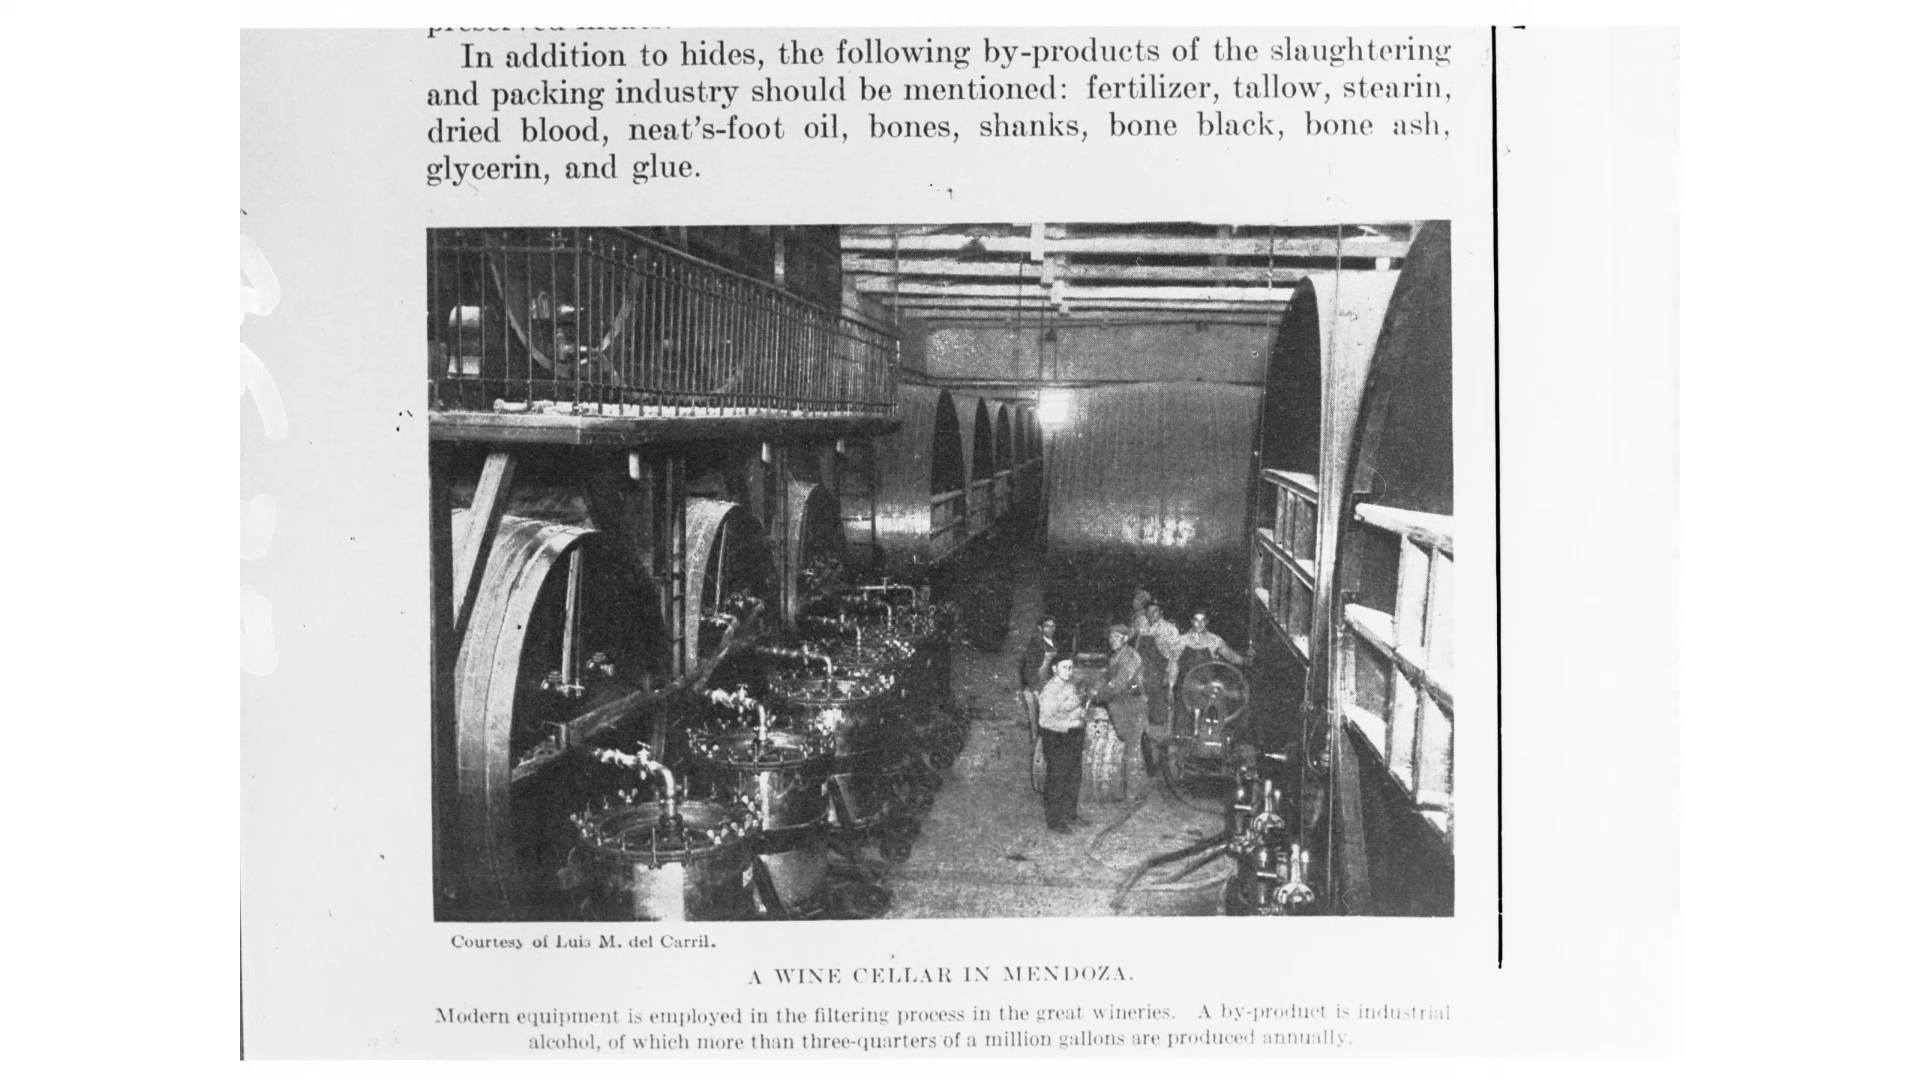 In addition to hides, the following by-products of the slaughtering
and packing industry should be mentioned: fertilizer, tallow, stearin,
dried blood, neat's-foot oil, bones, shanks, bone black, bone ash,
glycerin, and glue.
Courtesy of Luis M. del Carril.
A WINE CELLAR IN MENDOZA.
Modern equipment is employed in the filtering process in the great wineries. A by-product is industrial
alcohol, of which more than three-quarters of a million gallons are produced annually.